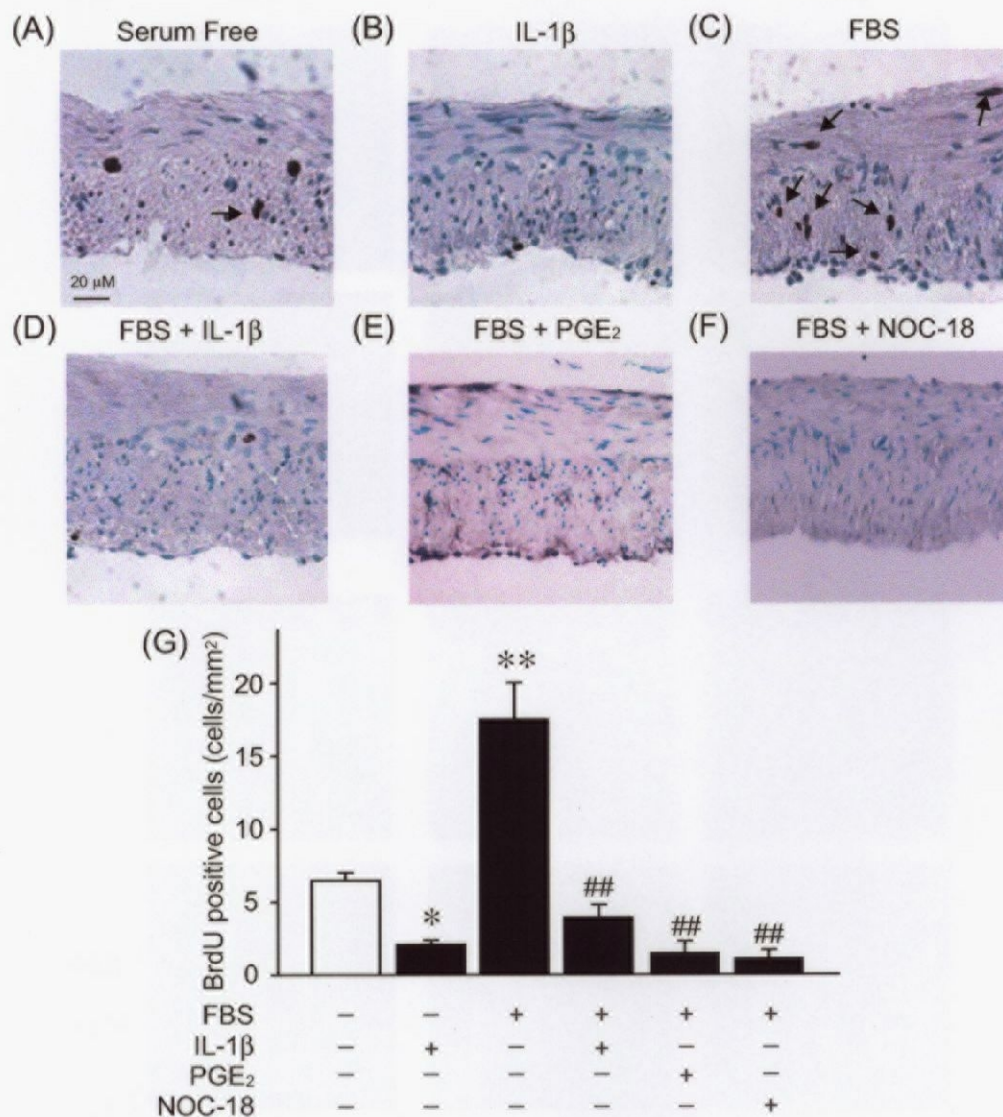 (A) Serum Free (B) IL-1β (C) FBS
20 µM
(D) FBS + IL-1β (E) FBS + PGE₂ (F) FBS + NOC-18
(G)
BrdU positive cells (cells/mm²)
20
15
10
5
0
**
*
## ## ##
FBS – – + + + +
IL-1β – + – + – –
PGE₂ – – – – + –
NOC-18 – – – – – +